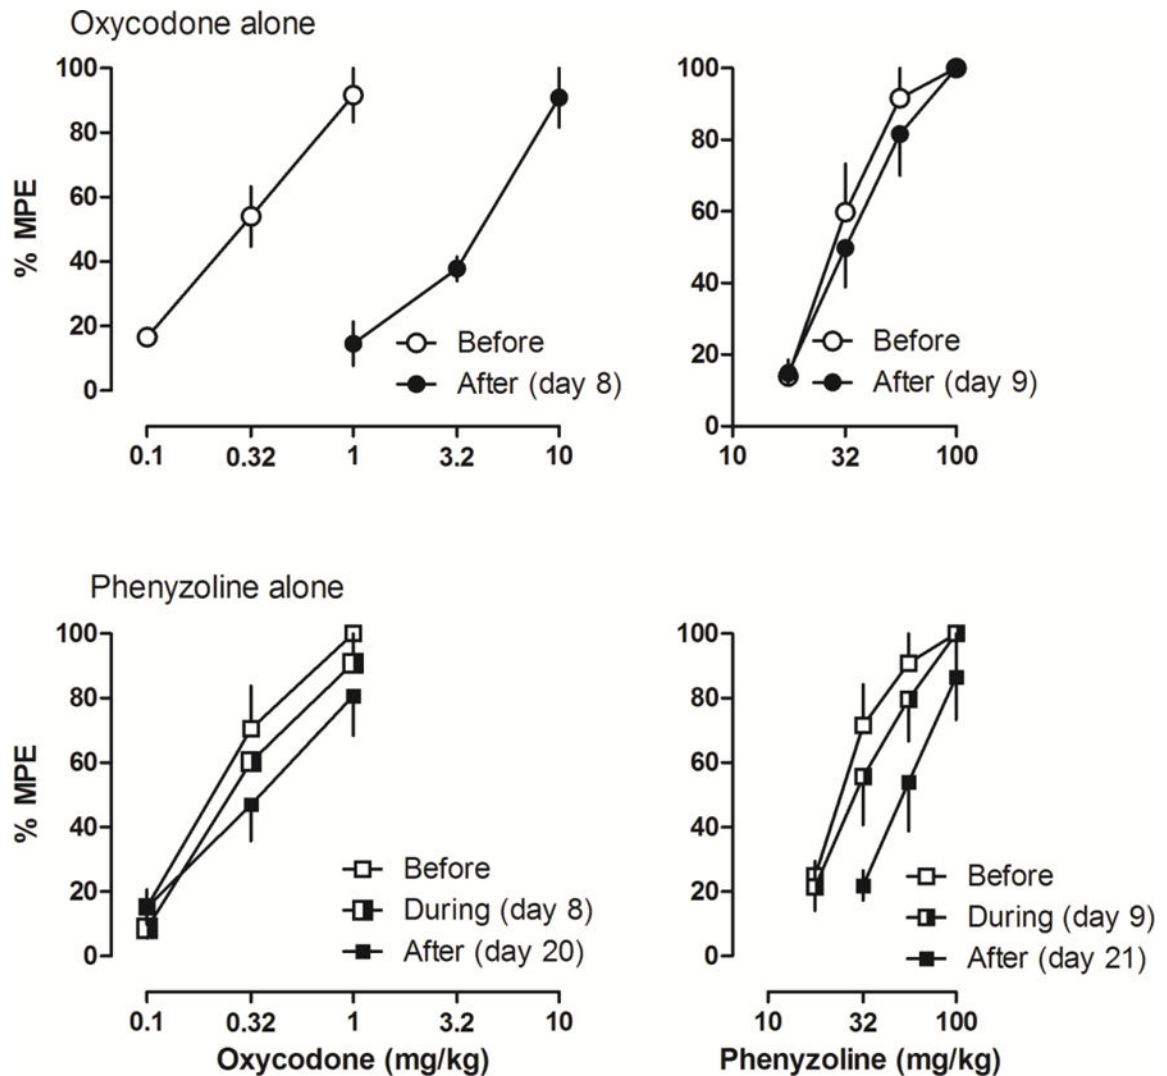 Oxycodone alone
% MPE
100
80
60
40
20
0
Before
After (day 8)
0.1 0.32 1 3.2 10
100
80
60
40
20
0
Before
After (day 9)
10 32 100
Phenyzoline alone
% MPE
100
80
60
40
20
0
Before
During (day 8)
After (day 20)
0.1 0.32 1 3.2 10
Oxycodone (mg/kg)
100
80
60
40
20
0
Before
During (day 9)
After (day 21)
10 32 100
Phenyzoline (mg/kg)